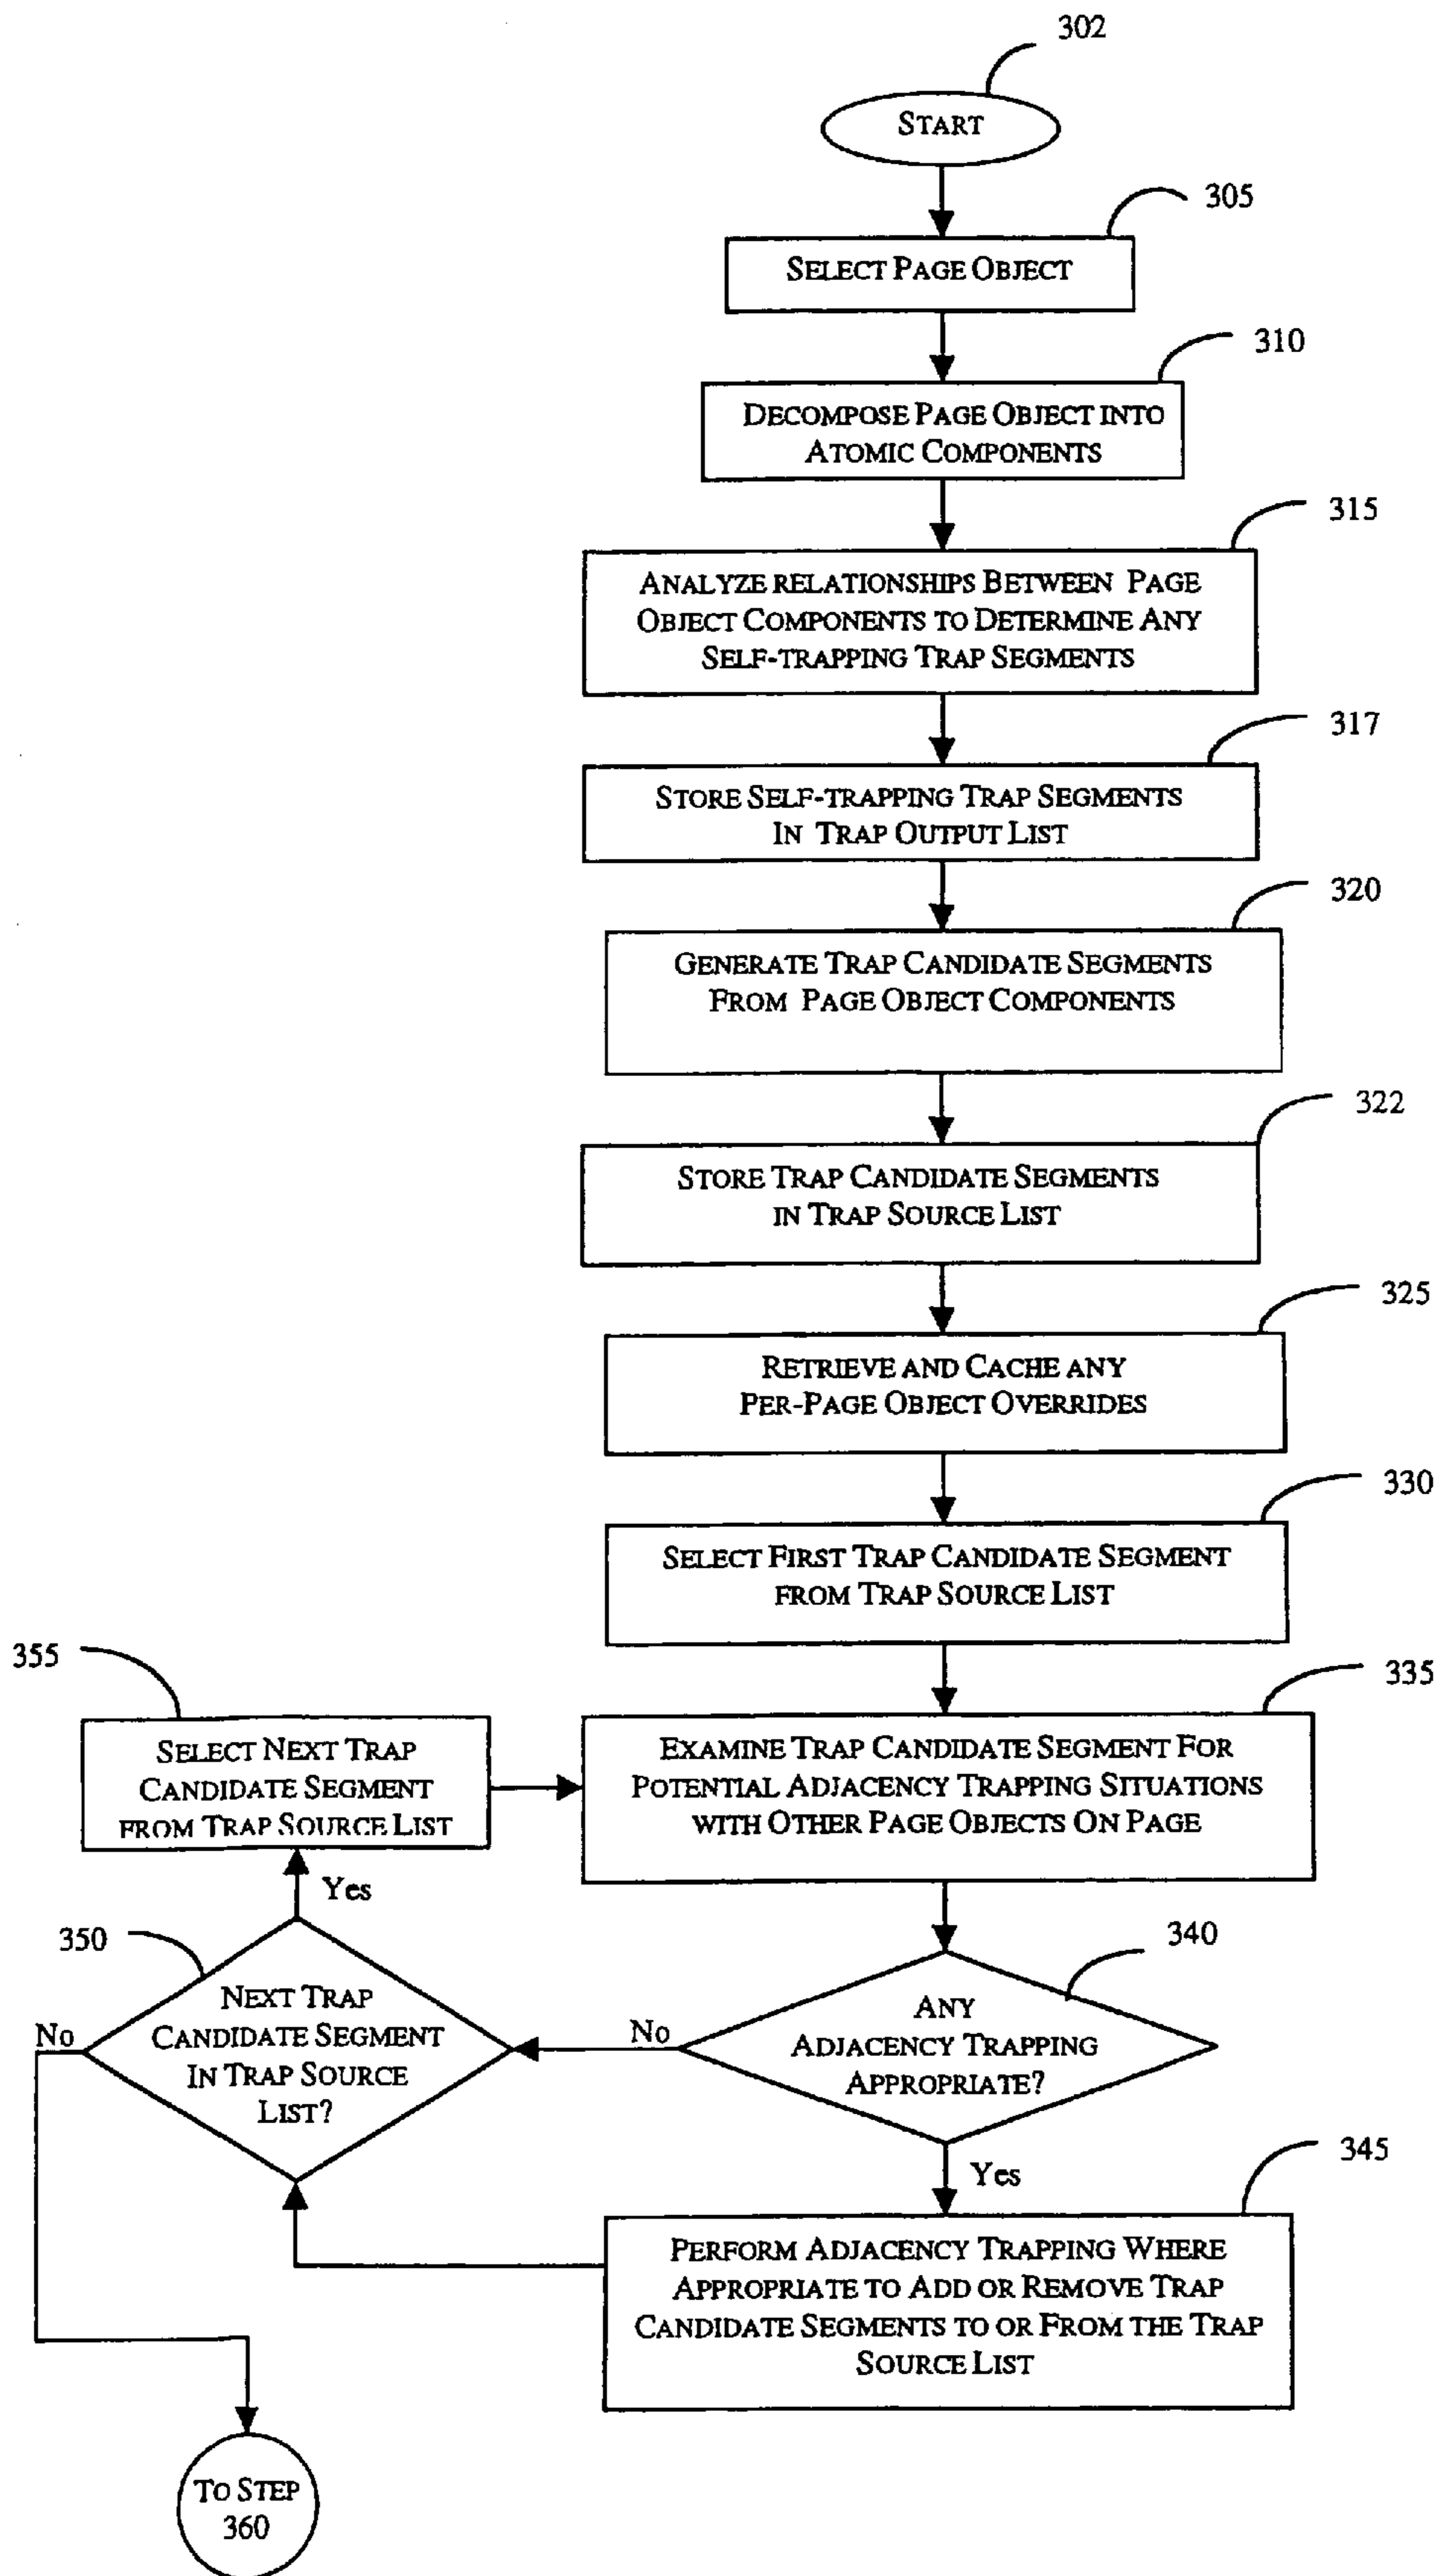 302
START
305
SELECT PAGE OBJECT
310
DECOMPOSE PAGE OBJECT INTO
ATOMIC COMPONENTS
315
ANALYZE RELATIONSHIPS BETWEEN PAGE
OBJECT COMPONENTS TO DETERMINE ANY
SELF-TRAPPING TRAP SEGMENTS
317
STORE SELF-TRAPPING TRAP SEGMENTS
IN TRAP OUTPUT LIST
320
GENERATE TRAP CANDIDATE SEGMENTS
FROM PAGE OBJECT COMPONENTS
322
STORE TRAP CANDIDATE SEGMENTS
IN TRAP SOURCE LIST
325
RETRIEVE AND CACHE ANY
PER-PAGE OBJECT OVERRIDES
330
SELECT FIRST TRAP CANDIDATE SEGMENT
FROM TRAP SOURCE LIST
355
SELECT NEXT TRAP
CANDIDATE SEGMENT
FROM TRAP SOURCE LIST
335
EXAMINE TRAP CANDIDATE SEGMENT FOR
POTENTIAL ADJACENCY TRAPPING SITUATIONS
WITH OTHER PAGE OBJECTS ON PAGE
Yes
350
NEXT TRAP
CANDIDATE SEGMENT
IN TRAP SOURCE
LIST?
No
340
ANY
ADJACENCY TRAPPING
APPROPRIATE?
No
Yes
345
PERFORM ADJACENCY TRAPPING WHERE
APPROPRIATE TO ADD OR REMOVE TRAP
CANDIDATE SEGMENTS TO OR FROM THE TRAP
SOURCE LIST
TO STEP
360